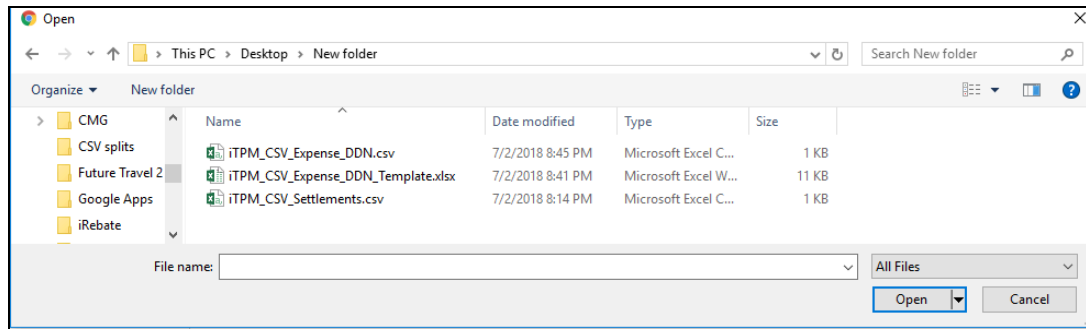 Open
This PC > Desktop > New folder
Search New folder
Organize
New folder
Name
Date modified
Type
Size
CMG
CSV splits
Future Travel 2
Google Apps
iRebate
iTPM_CSV_Expense_DDN.csv 7/2/2018 8:45 PM Microsoft Excel C... 1 KB
iTPM_CSV_Expense_DDN_Template.xlsx 7/2/2018 8:41 PM Microsoft Excel W... 11 KB
iTPM_CSV_Settlements.csv 7/2/2018 8:14 PM Microsoft Excel C... 1 KB
File name:
All Files
Open
Cancel